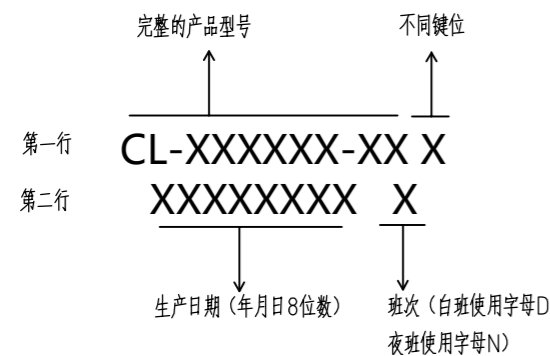 完整的产品型号 不同键位
第一行 CL-XXXXXX-XX X
第二行 XXXXXXXX X
生产日期（年月日8位数） 班次（白班使用字母D
夜班使用字母N）